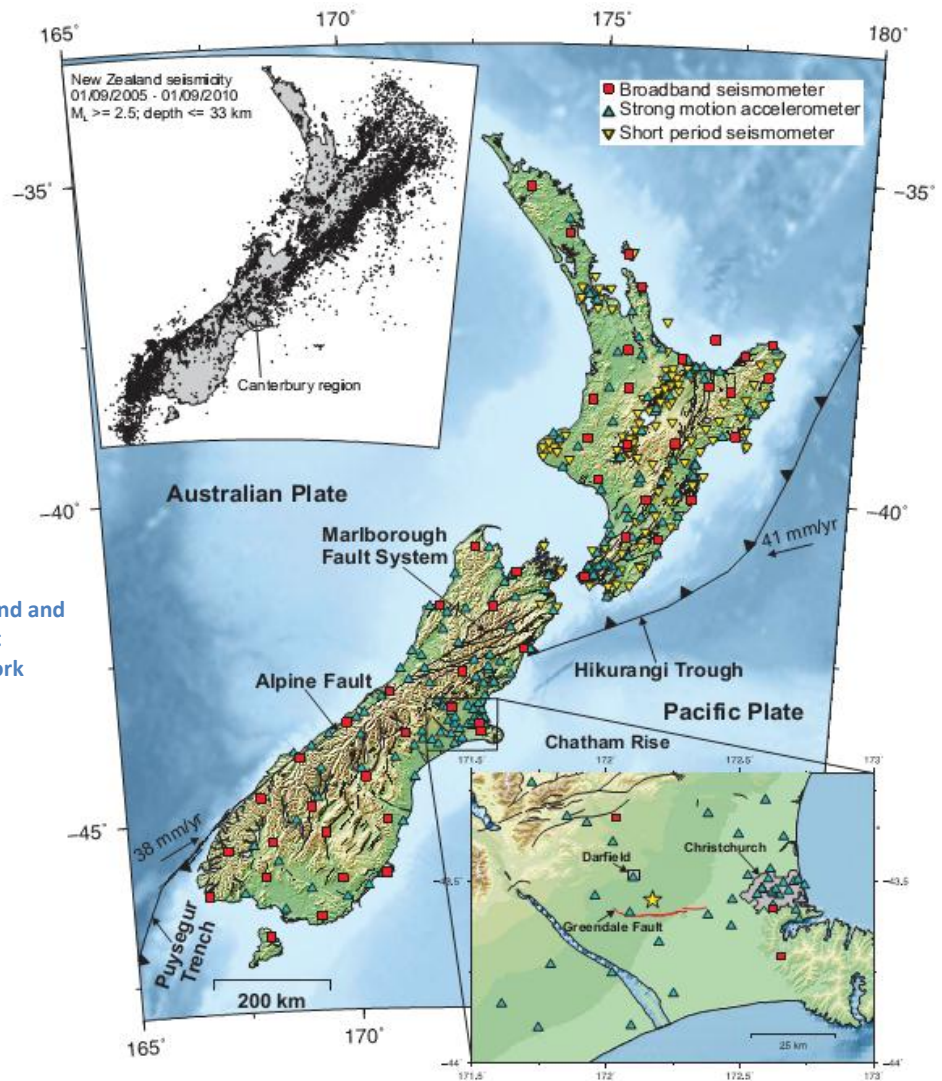 165°
170°
175°
180°
New Zealand seismicity
01/09/2005 - 01/09/2010
ML >= 2.5; depth <= 33 km
Canterbury region
Broadband seismometer
Strong motion accelerometer
Short period seismometer
−35°
−35°
Australian Plate
−40°
−40°
Marlborough
Fault System
41 mm/yr
nd and
ork
Hikurangi Trough
Alpine Fault
Pacific Plate
Chatham Rise
−45°
38 mm/yr
Puysegur
Trench
200 km
165°
170°
171.5°
172°
172.5°
173°
Darfield
Christchurch
−43.5°
−43.5°
Greendale Fault
25 km
−44°
−44°
171.5°
172°
172.5°
173°